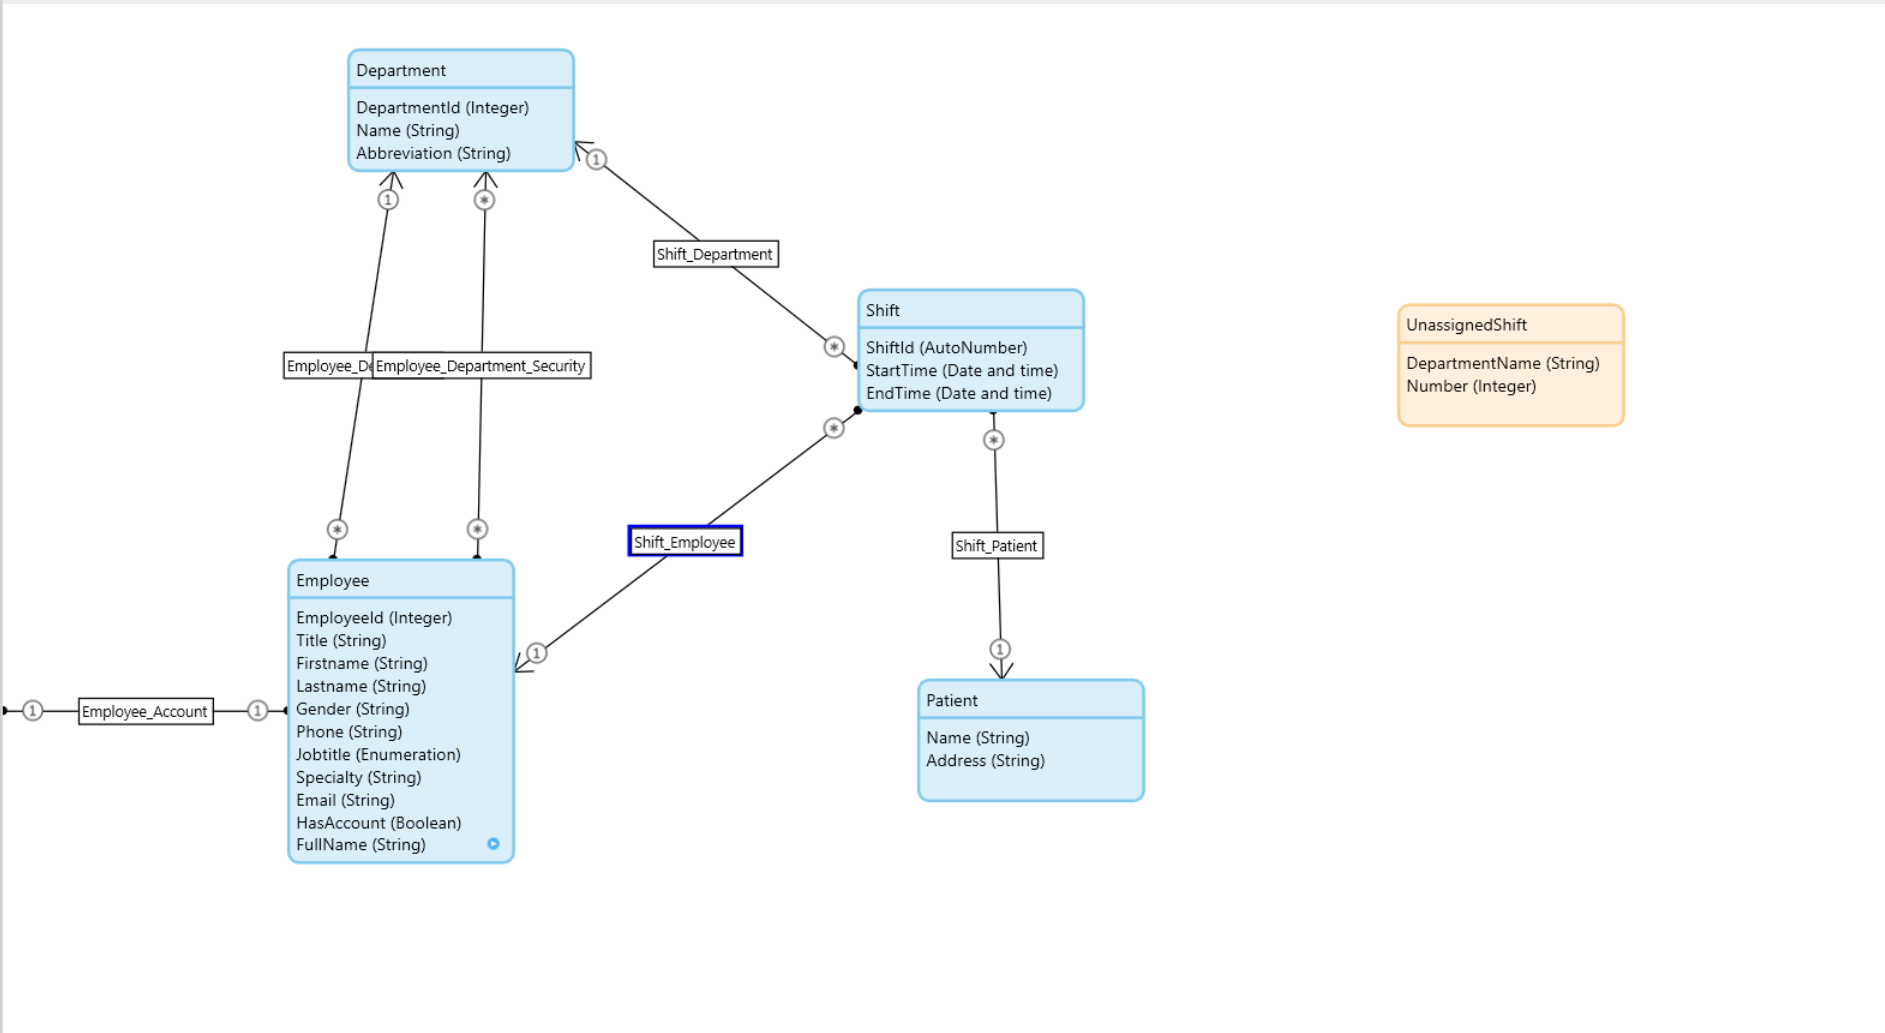 Department
DepartmentId (Integer)
Name (String)
Abbreviation (String)
1
*
1
Shift_Department
*
Employee_De
Employee_Department_Security
*
*
Shift
ShiftId (AutoNumber)
StartTime (Date and time)
EndTime (Date and time)
UnassignedShift
DepartmentName (String)
Number (Integer)
*
*
Shift_Employee
1
Shift_Patient
1
Employee
EmployeeId (Integer)
Title (String)
Firstname (String)
Lastname (String)
Gender (String)
Phone (String)
Jobtitle (Enumeration)
Specialty (String)
Email (String)
HasAccount (Boolean)
FullName (String)
1
Employee_Account
1
Patient
Name (String)
Address (String)